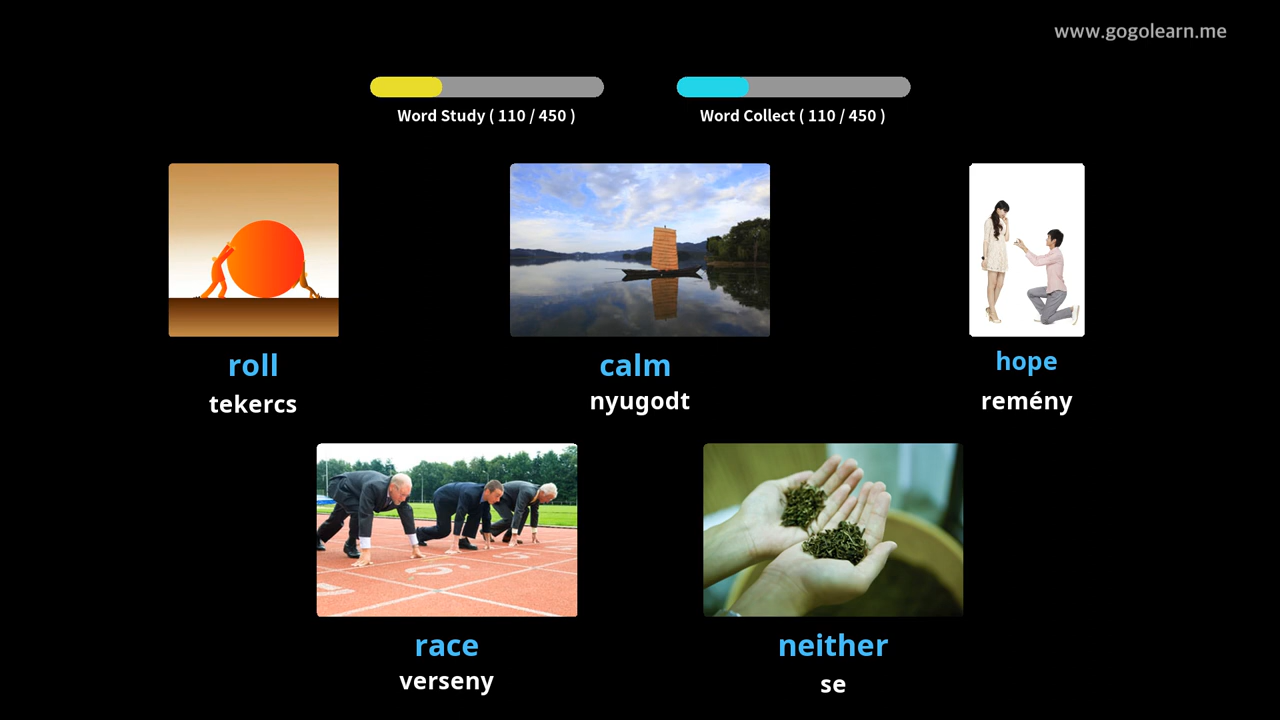 www.gogolearn.me
Word Study ( 110 / 450 )
Word Collect ( 110 / 450 )
roll
tekercs
calm
nyugodt
hope
remény
race
verseny
neither
se